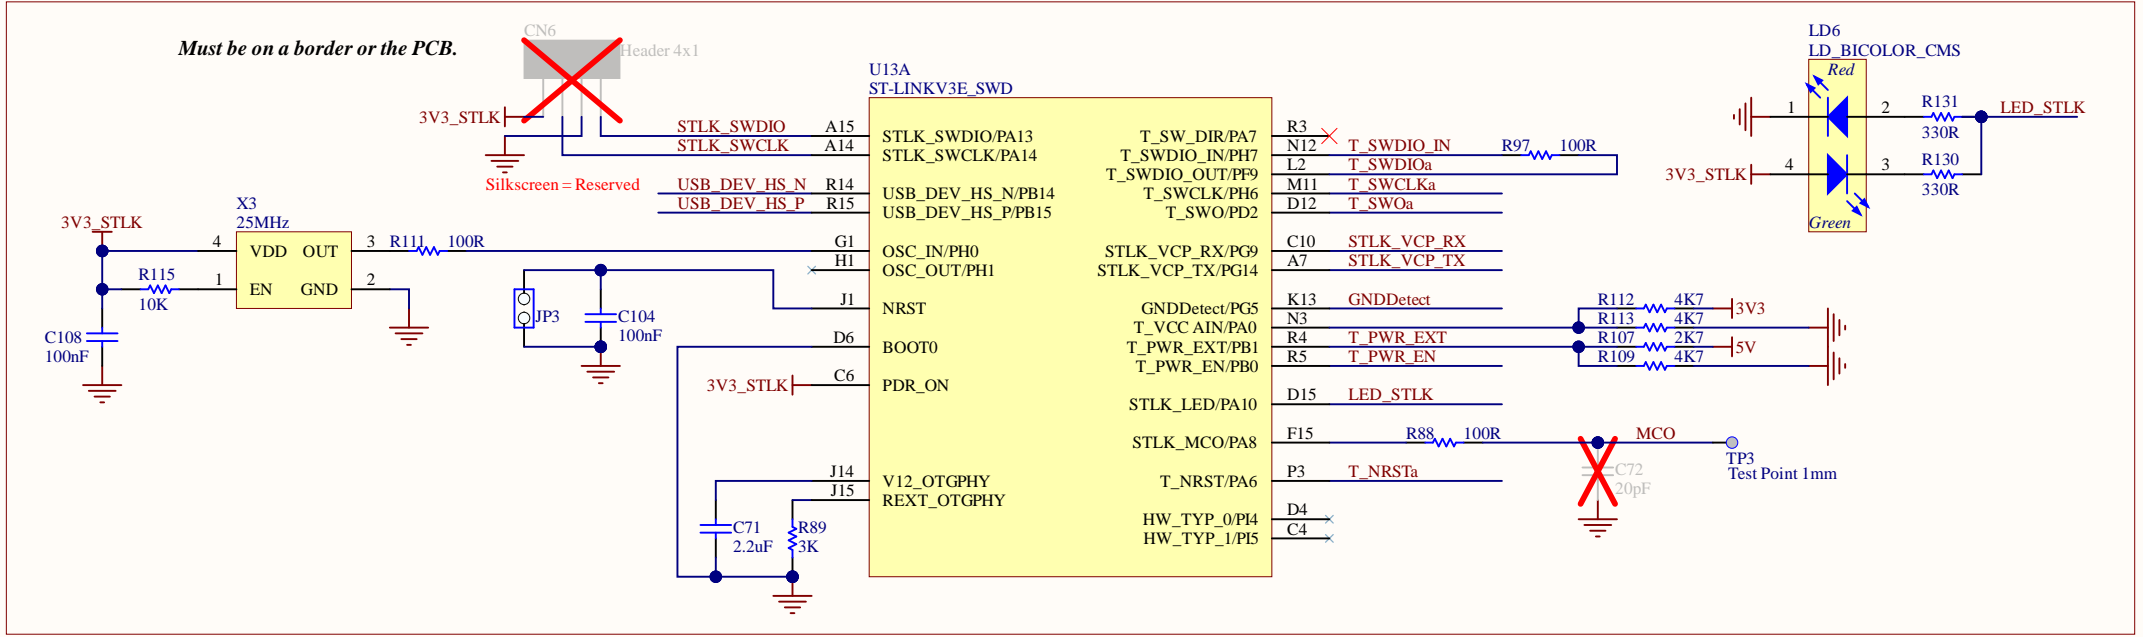 Must be on a border or the PCB.
CN6
Header 4x1
3V3_STLK
Silkscreen = Reserved
U13A
ST-LINKV3E_SWD
STLK_SWDIO A15 STLK_SWDIO/PA13
STLK_SWCLK A14 STLK_SWCLK/PA14
USB_DEV_HS_N R14 USB_DEV_HS_N/PB14
USB_DEV_HS_P R15 USB_DEV_HS_P/PB15
G1 OSC_IN/PH0
H1 OSC_OUT/PH1
J1 NRST
D6 BOOT0
3V3_STLK C6 PDR_ON
J14 V12_OTGPHY
J15 REXT_OTGPHY
X3
25MHz
3V3_STLK
4 VDD OUT 3
R111 100R
R115
10K
1 EN GND 2
C108
100nF
JP3
C104
100nF
C71
2.2uF
R89
3K
T_SW_DIR/PA7 R3
T_SWDIO_IN/PH7 N12 T_SWDIO_IN R97 100R
T_SWDIO_OUT/PF9 L2 T_SWDIOa
T_SWCLK/PH6 M11 T_SWCLKa
T_SWO/PD2 D12 T_SWOa
STLK_VCP_RX/PG9 C10 STLK_VCP_RX
STLK_VCP_TX/PG14 A7 STLK_VCP_TX
GNDDetect/PG5 K13 GNDDetect
T_VCC AIN/PA0 N3
T_PWR_EXT/PB1 R4 T_PWR_EXT
T_PWR_EN/PB0 R5 T_PWR_EN
STLK_LED/PA10 D15 LED_STLK
STLK_MCO/PA8 F15 R88 100R MCO
T_NRST/PA6 P3 T_NRSTa
HW_TYP_0/PI4 D4
HW_TYP_1/PI5 C4
R112 4K7 3V3
R113 4K7
R107 2K7 5V
R109 4K7
C72
20pF
TP3
Test Point 1mm
LD6
LD_BICOLOR_CMS
Red
1 2 R131 LED_STLK
330R
3V3_STLK 4 3 R130
330R
Green